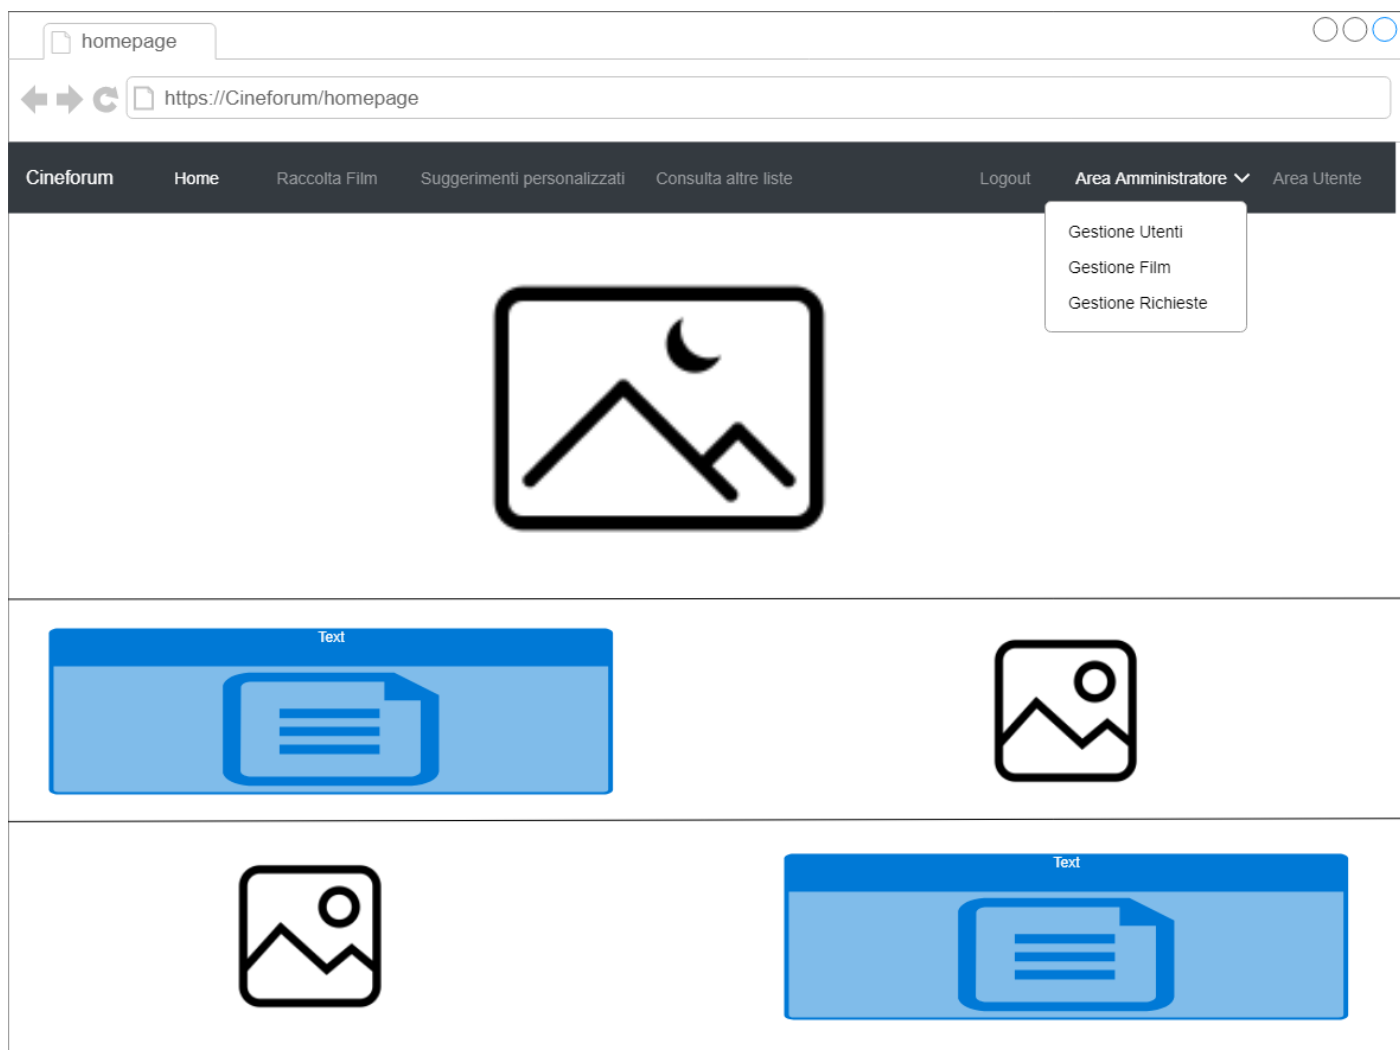 homepage
https://Cineforum/homepage
Cineforum Home Raccolta Film Suggerimenti personalizzati Consulta altre liste Logout Area Amministratore Area Utente
Gestione Utenti
Gestione Film
Gestione Richieste
Text
Text